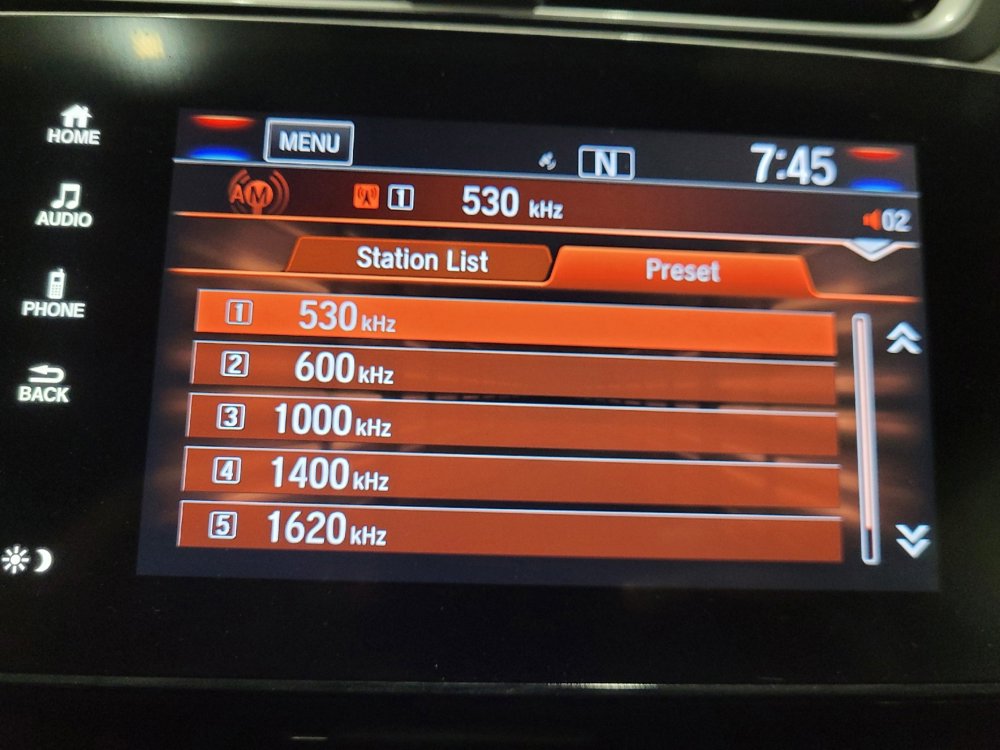 HOME
AUDIO
PHONE
BACK
MENU N 7:45
AM 1 530 kHz 02
Station List Preset
1 530 kHz
2 600 kHz
3 1000 kHz
4 1400 kHz
5 1620 kHz